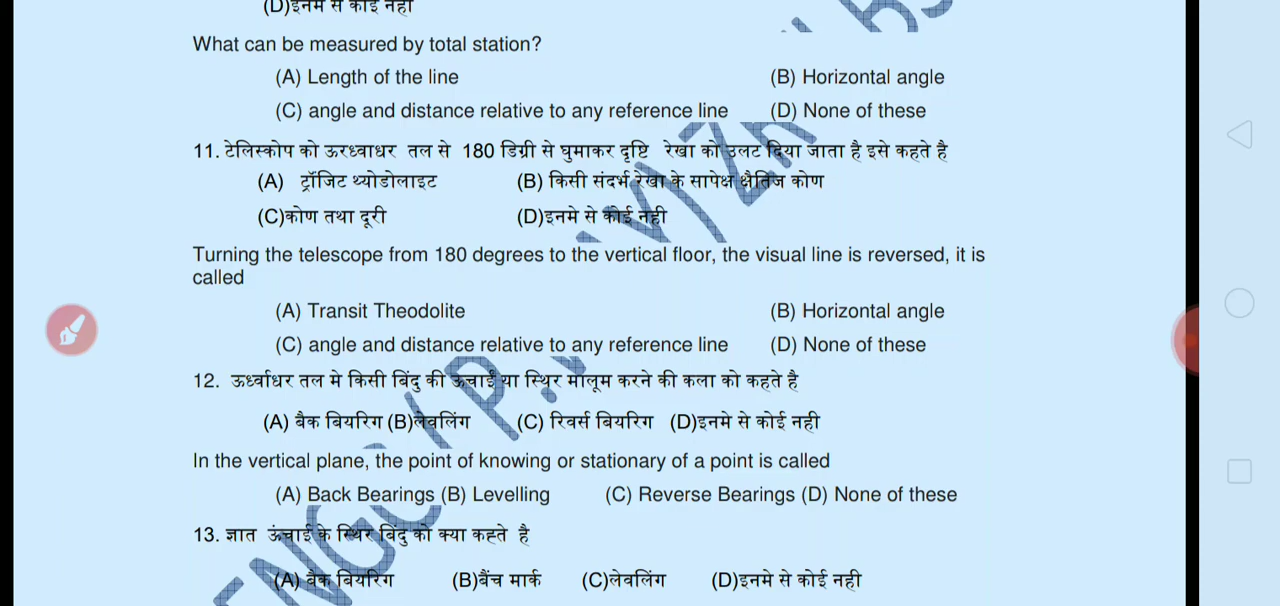 (D)इनमे से कोई नही
What can be measured by total station?
(A) Length of the line (B) Horizontal angle
(C) angle and distance relative to any reference line (D) None of these
11. टेलिस्कोप को ऊरध्वाधर तल से 180 डिग्री से घुमाकर दृष्टि रेखा को उलट दिया जाता है इसे कहते है
(A) ट्रॉजिट थ्योडोलाइट (B) किसी संदर्भ रेखा के सापेक्ष क्षैतिज कोण
(C)कोण तथा दूरी (D)इनमे से कोई नही
Turning the telescope from 180 degrees to the vertical floor, the visual line is reversed, it is
called
(A) Transit Theodolite (B) Horizontal angle
(C) angle and distance relative to any reference line (D) None of these
12. ऊर्ध्वाधर तल मे किसी बिंदु की ऊंचाई या स्थिर मालूम करने की कला को कहते है
(A) बैक बियरिग (B)लेवलिंग (C) रिवर्स बियरिग (D)इनमे से कोई नही
In the vertical plane, the point of knowing or stationary of a point is called
(A) Back Bearings (B) Levelling (C) Reverse Bearings (D) None of these
13. ज्ञात ऊंचाई के स्थिर बिंदु को क्या कहते है
(A) बैक बियरिग (B)बैंच मार्क (C)लेवलिंग (D)इनमे से कोई नही